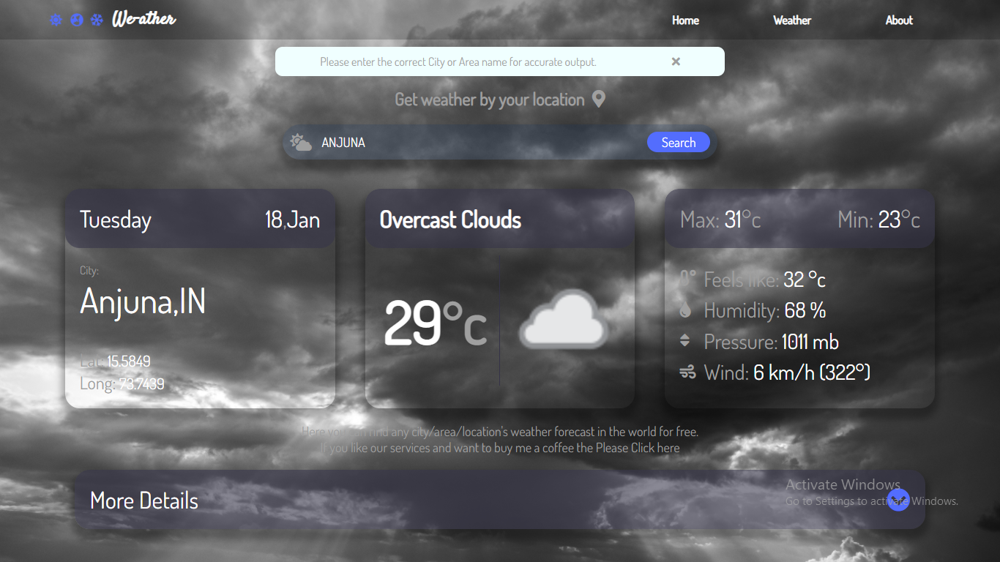 We-ather
Home
Weather
About
Please enter the correct City or Area name for accurate output.
Get weather by your location
ANJUNA
Search
Tuesday
18,Jan
City:
Anjuna,IN
Lat: 15.5849
Long: 73.7439
Overcast Clouds
29°c
Max: 31°c
Min: 23°c
Feels like: 32 °c
Humidity: 68 %
Pressure: 1011 mb
Wind: 6 km/h (322°)
Here you can find any city/area/location's weather forecast in the world for free.
If you like our services and want to buy me a coffee the Please Click here
More Details
Activate Windows
Go to Settings to activate Windows.